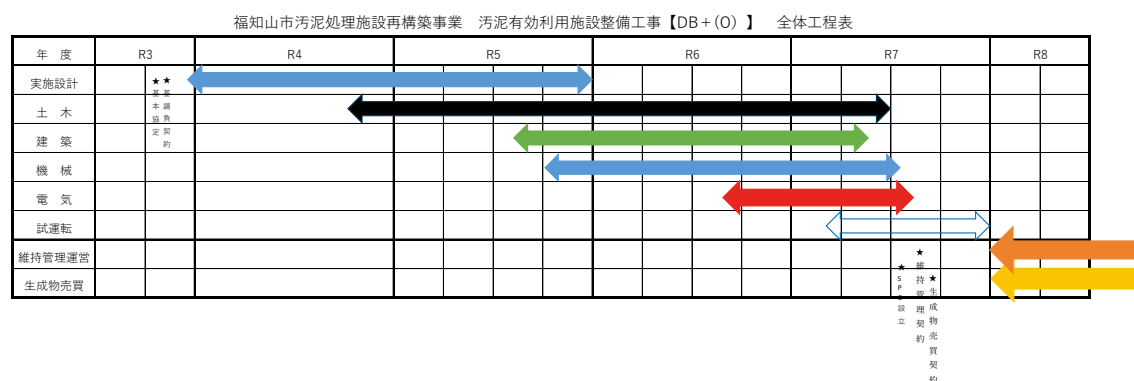 福知山市汚泥処理施設再構築事業　汚泥有効利用施設整備工事【DB+(O) 】　全体工程表
年　度 R3 R4 R5 R6 R7 R8
実施設計
★基本協定
★基請負契約
土　木
建　築
機　械
電　気
試運転
維持管理運営
生成物売買
★SPC設立
★維持管理契約
★生成物売買契約